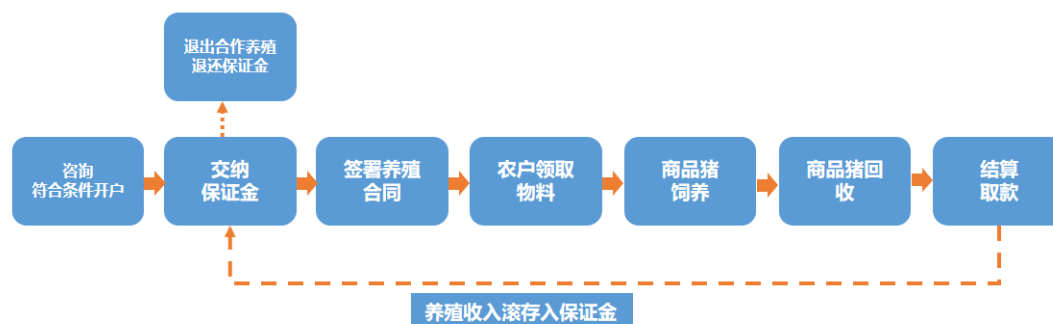 退出合作养殖
退还保证金
咨询
符合条件开户
交纳
保证金
签署养殖
合同
农户领取
物料
商品猪
饲养
商品猪回
收
结算
取款
养殖收入滚存入保证金